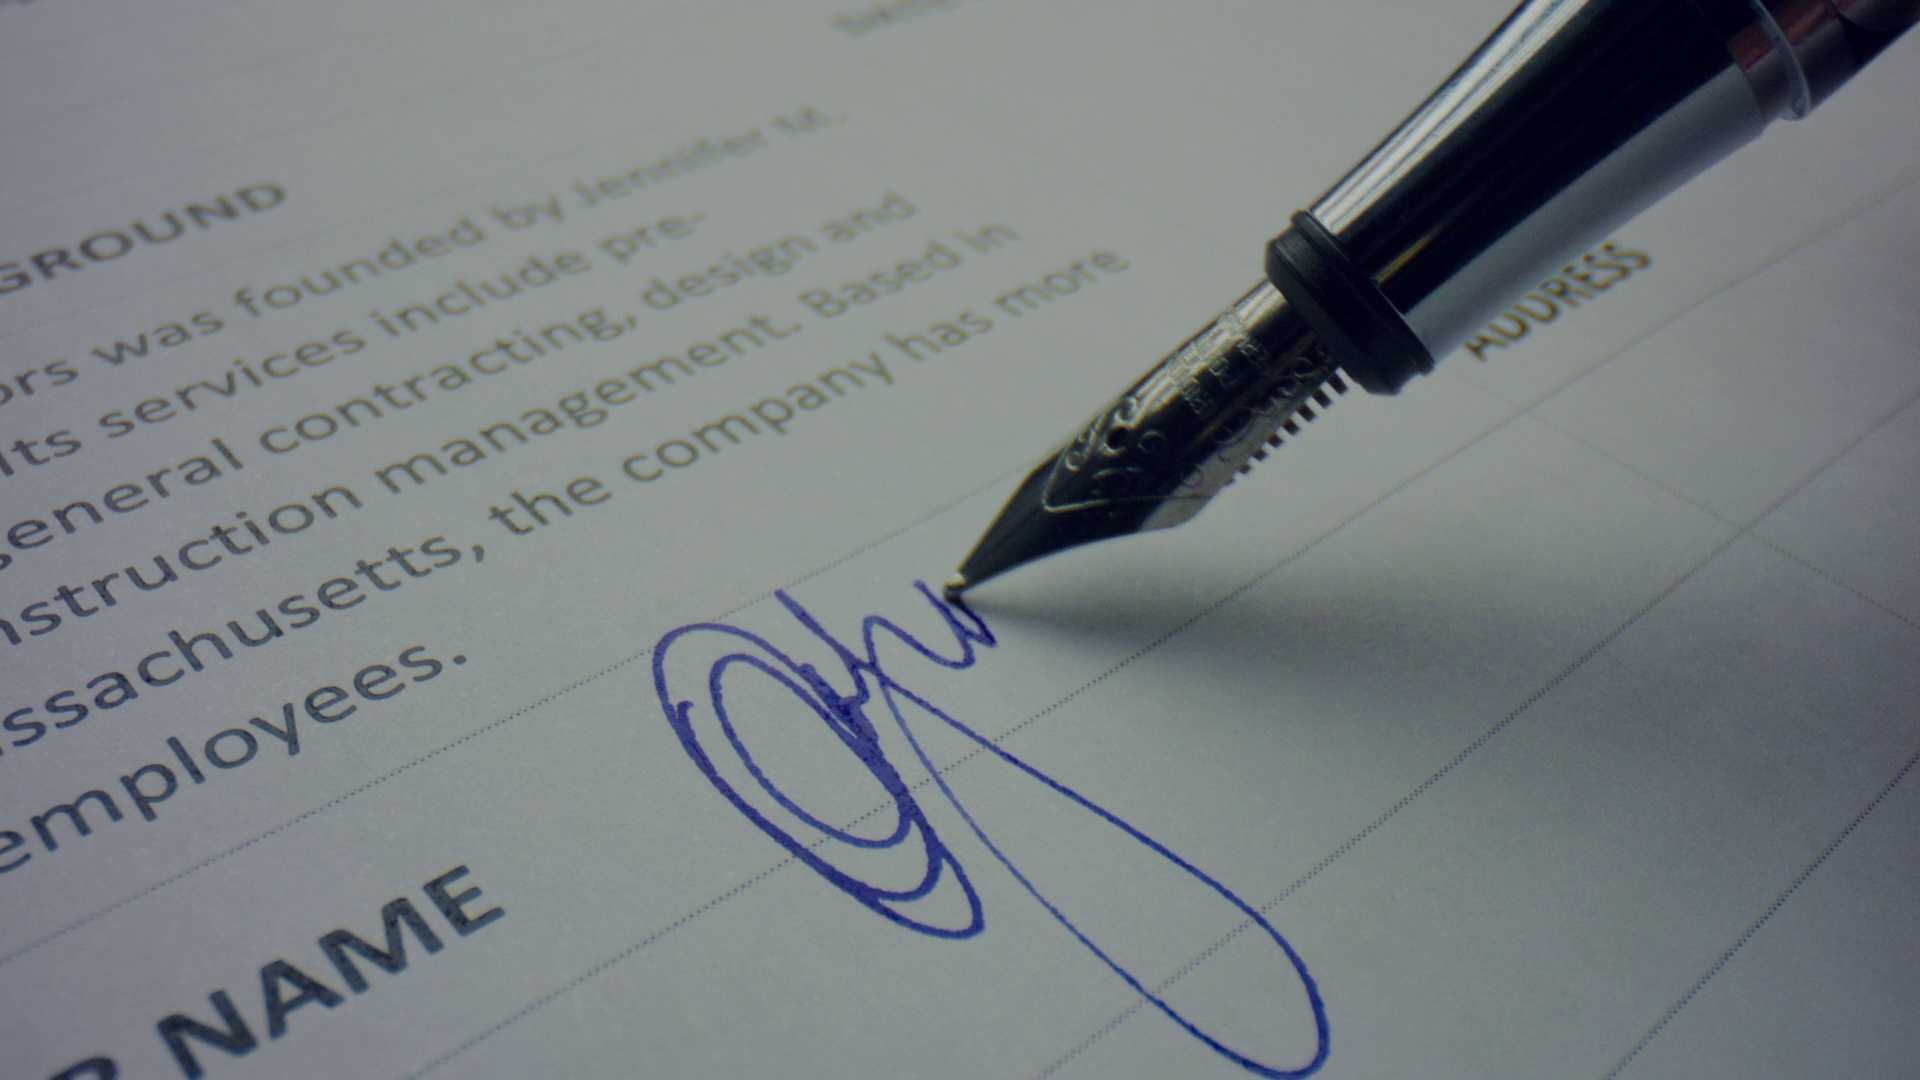 GROUND
ors was founded by Jennifer M.
Its services include pre-
general contracting, design and
nstruction management. Based in
ssachusetts, the company has more
employees.
R NAME
ADDRESS